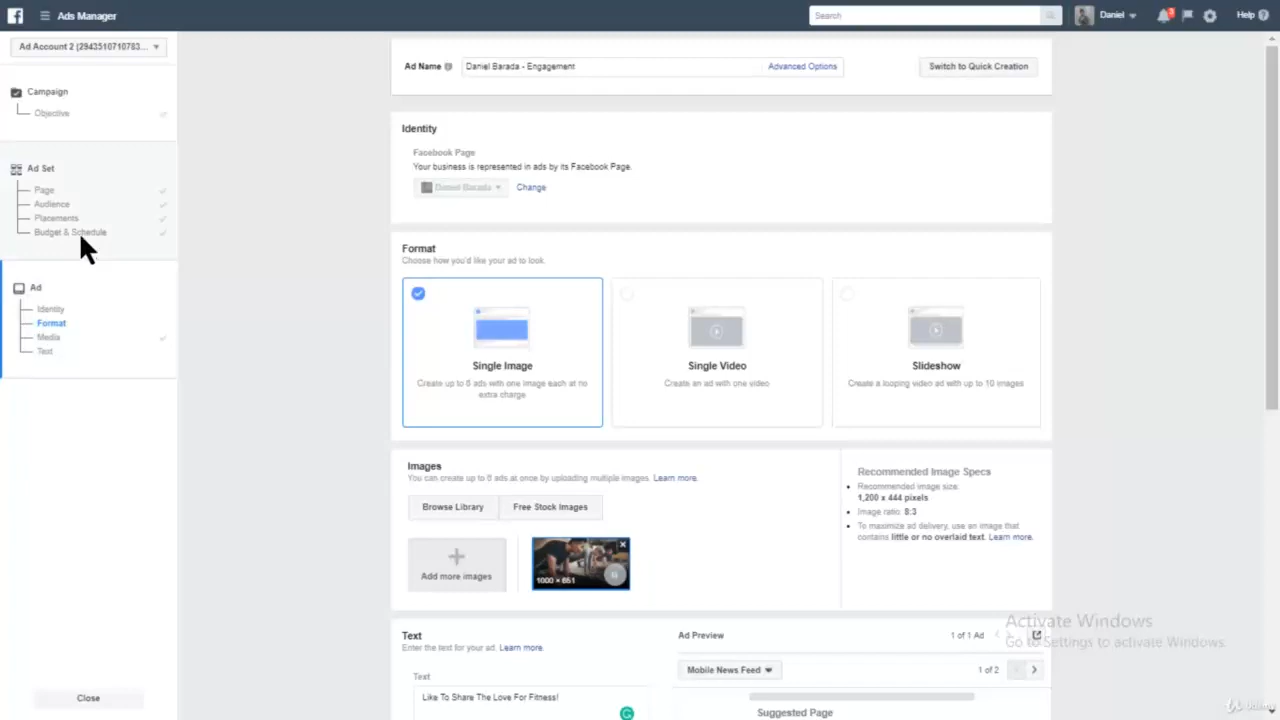 Ads Manager
Search
Daniel
Help
Ad Account 2 (2943510710783...
Campaign
Objective
Ad Set
Page
Audience
Placements
Budget & Schedule
Ad
Identity
Format
Media
Text
Close
Ad Name
Daniel Barada - Engagement
Advanced Options
Switch to Quick Creation
Identity
Facebook Page
Your business is represented in ads by its Facebook Page.
Daniel Barada
Change
Format
Choose how you'd like your ad to look.
Single Image
Create up to 6 ads with one image each at no
extra charge
Single Video
Create an ad with one video
Slideshow
Create a looping video ad with up to 10 images
Images
You can create up to 6 ads at once by uploading multiple images. Learn more.
Browse Library
Free Stock Images
Add more images
1000 × 651
Recommended Image Specs
Recommended image size:
1,200 x 444 pixels
Image ratio: 8:3
To maximize ad delivery, use an image that
contains little or no overlaid text. Learn more.
Text
Enter the text for your ad. Learn more.
Text
Like To Share The Love For Fitness!
Ad Preview
1 of 1 Ad
Mobile News Feed
1 of 2
Suggested Page
Activate Windows
Go to Settings to activate Windows.
Udemy